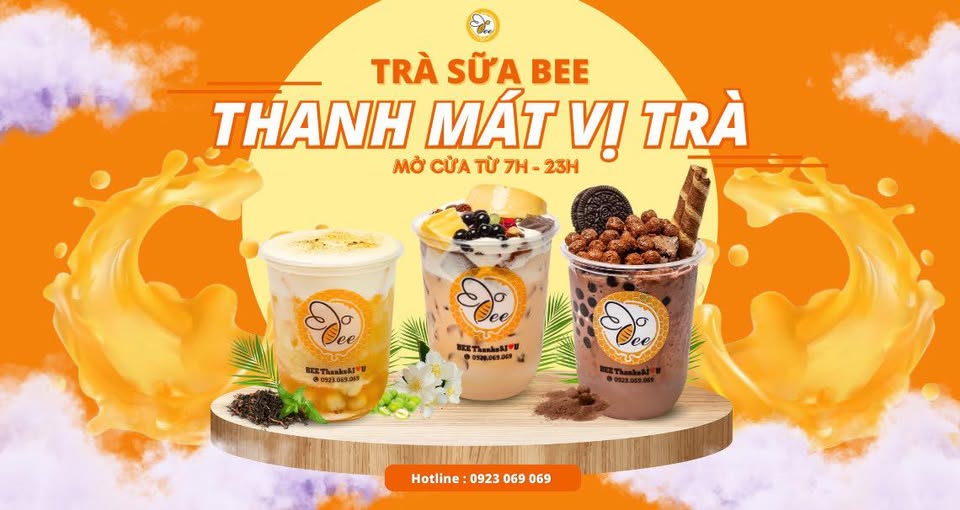 Bee
TRÀ SỮA BEE
THANH MÁT VỊ TRÀ
MỞ CỬA TỪ 7H - 23H
Bee
BEE Thanks&I♥U
0923.069.069
Bee
BEE Thanks&I♥U
0923.069.069
Bee
BEE Thanks&I♥U
0923.069.069
Hotline : 0923 069 069